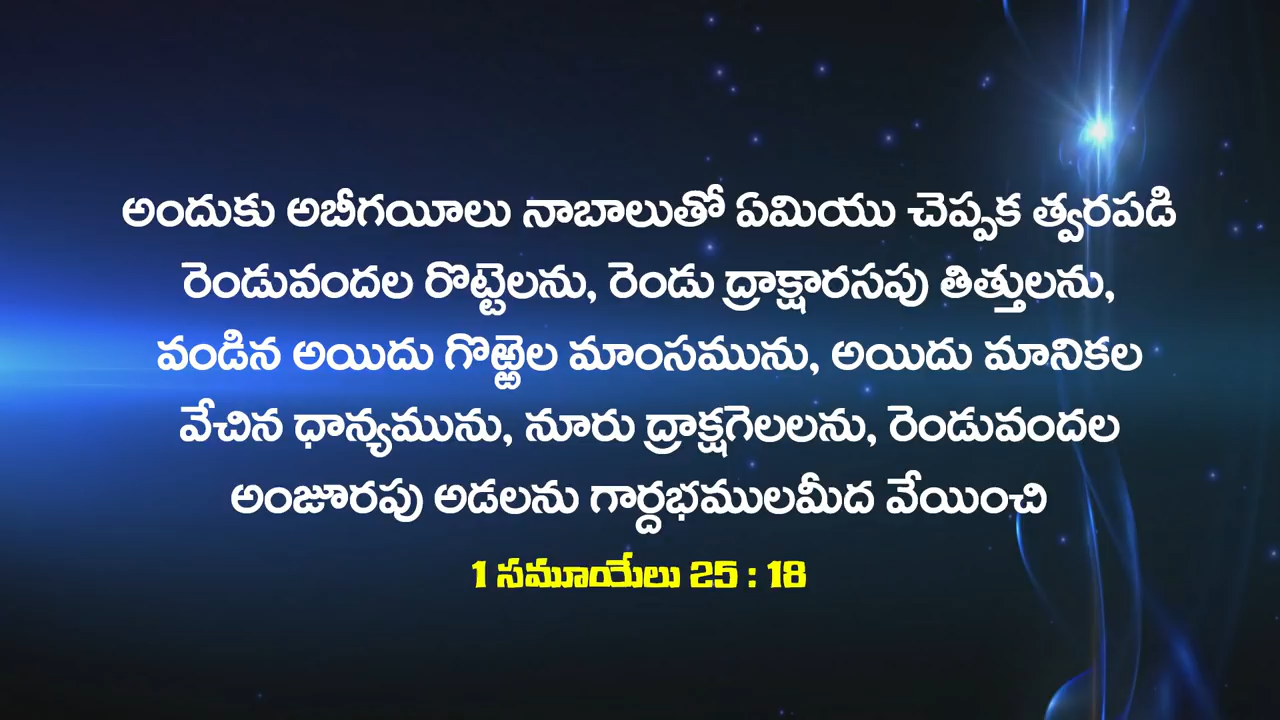 అందుకు అబీగయీలు నాబాలుతో ఏమియు చెప్పక త్వరపడి
రెండువందల రొట్టెలను, రెండు ద్రాక్షారసపు తిత్తులను,
వండిన అయిదు గొఱ్ఱెల మాంసమును, అయిదు మానికల
వేచిన ధాన్యమును, నూరు ద్రాక్షగెలలను, రెండువందల
అంజూరపు అడలను గార్దభములమీద వేయించి
1 సమూయేలు 25 : 18